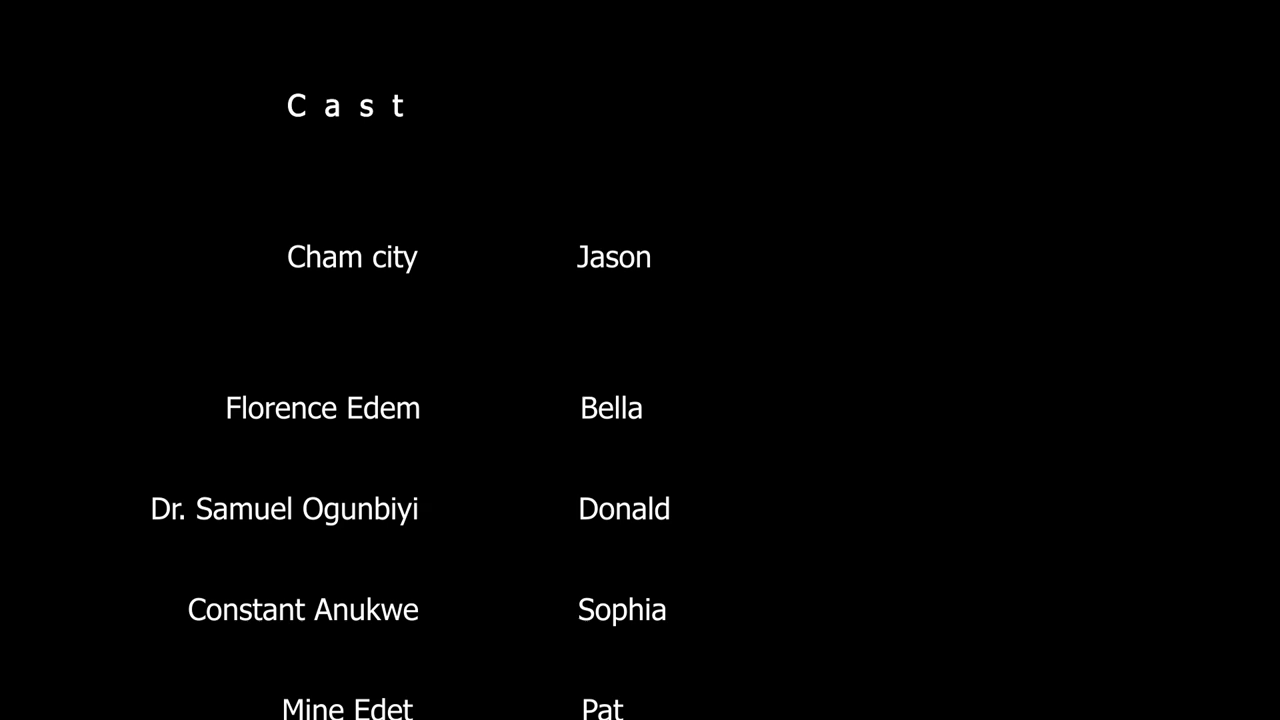 C a s t
Cham city Jason
Florence Edem Bella
Dr. Samuel Ogunbiyi Donald
Constant Anukwe Sophia
Mine Edet Pat